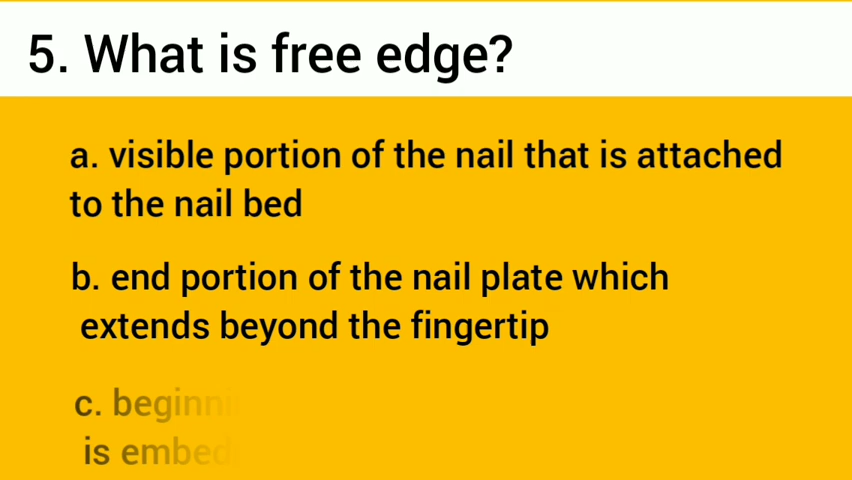 5. What is free edge?
a. visible portion of the nail that is attached
to the nail bed
b. end portion of the nail plate which
extends beyond the fingertip
c.
is